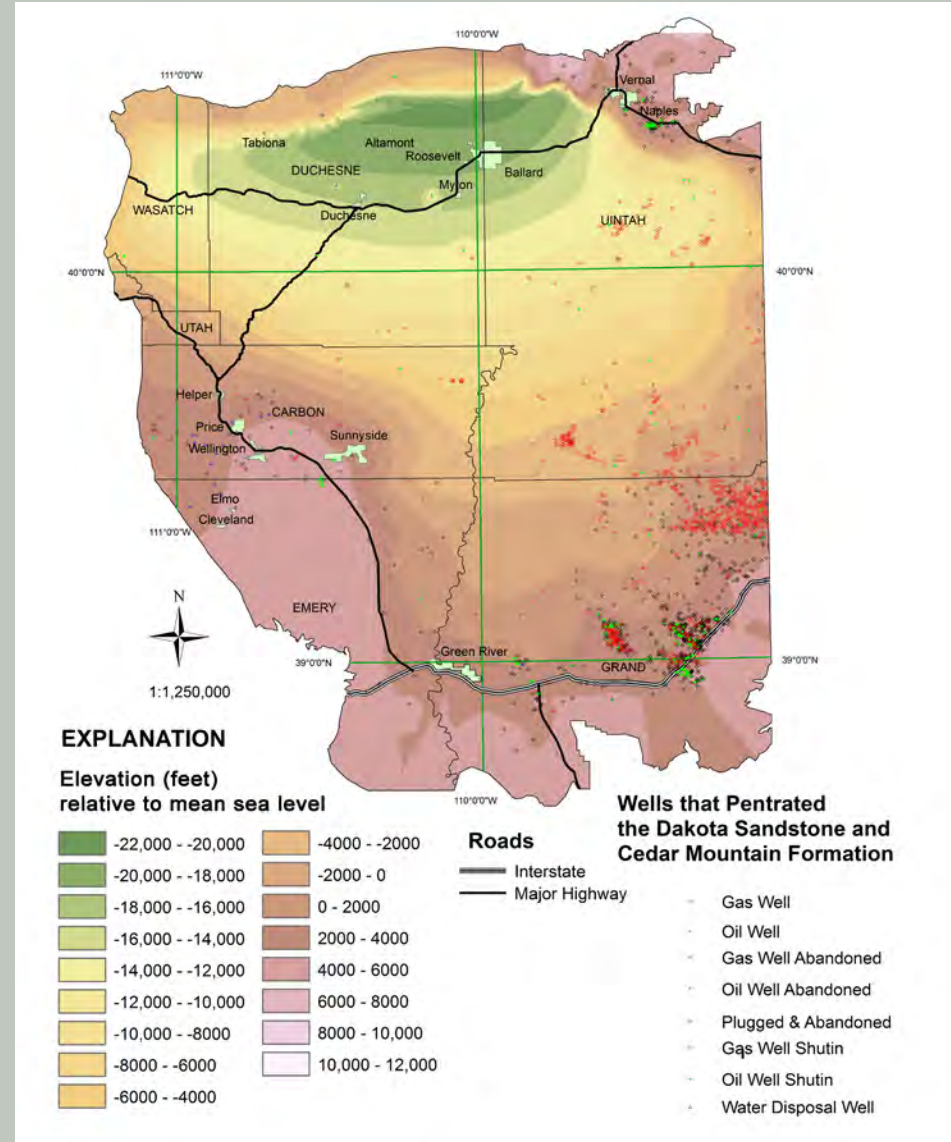 110°0'0"W
111°0'0"W
Vernal
Naples
Tabiona
Altamont
Roosevelt
DUCHESNE
Ballard
Myton
WASATCH
Duchesne
UINTAH
40°0'0"N
40°0'0"N
UTAH
Helper
CARBON
Price
Sunnyside
Wellington
Elmo
Cleveland
111°0'0"W
N
EMERY
Green River
39°0'0"N
GRAND
39°0'0"N
1:1,250,000
110°0'0"W
EXPLANATION
Elevation (feet)
relative to mean sea level
-22,000 - -20,000
-20,000 - -18,000
-18,000 - -16,000
-16,000 - -14,000
-14,000 - -12,000
-12,000 - -10,000
-10,000 - -8000
-8000 - -6000
-6000 - -4000
-4000 - -2000
-2000 - 0
0 - 2000
2000 - 4000
4000 - 6000
6000 - 8000
8000 - 10,000
10,000 - 12,000
Roads
Interstate
Major Highway
Wells that Pentrated
the Dakota Sandstone and
Cedar Mountain Formation
Gas Well
Oil Well
Gas Well Abandoned
Oil Well Abandoned
Plugged & Abandoned
Gas Well Shutin
Oil Well Shutin
Water Disposal Well